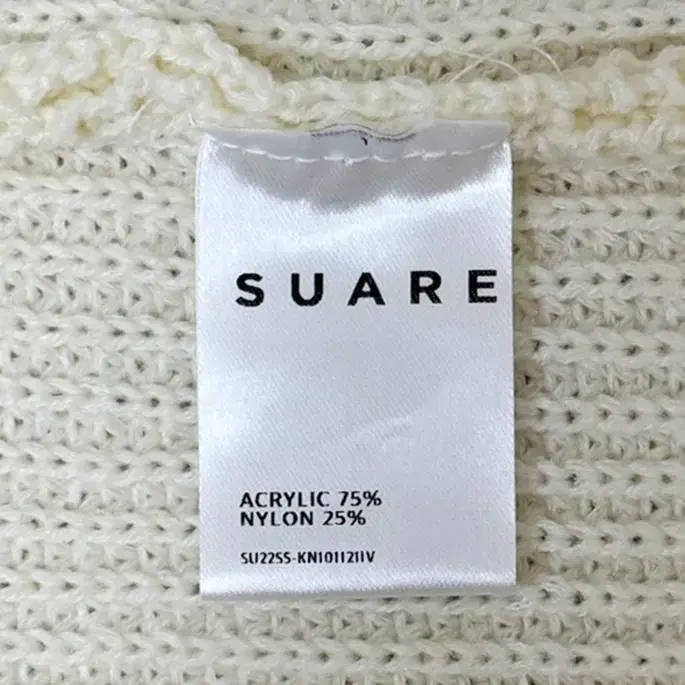 SUARE
ACRYLIC 75%
NYLON 25%
SU22SS-KN101121IV